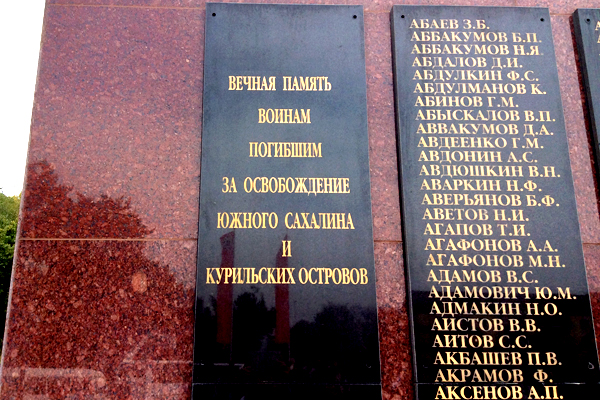 ВЕЧНАЯ ПАМЯТЬ
ВОИНАМ
ПОГИБШИМ
ЗА ОСВОБОЖДЕНИЕ
ЮЖНОГО САХАЛИНА
И
КУРИЛЬСКИХ ОСТРОВОВ
АБАЕВ З.Б.
АББАКУМОВ Б.П.
АББАКУМОВ Н.Я.
АБДАЛОВ Д.И.
АБДУЛКИН Ф.С.
АБДУЛМАНОВ К.
АБИНОВ Г.М.
АБЫСКАЛОВ В.П.
АВВАКУМОВ Д.А.
АВДЕЕНКО Г.М.
АВДОНИН А.С.
АВДЮШКИН В.Н.
АВАРКИН Н.Ф.
АВЕРЬЯНОВ Б.Ф.
АВЕТОВ Н.И.
АГАПОВ Т.И.
АГАФОНОВ А.А.
АГАФОНОВ М.Н.
АДАМОВ В.С.
АДАМОВИЧ Ю.М.
АДМАКИН Н.О.
АИСТОВ В.В.
АИТОВ С.С.
АКБАШЕВ П.В.
АКРАМОВ Ф.
АКСЕНОВ А.П.